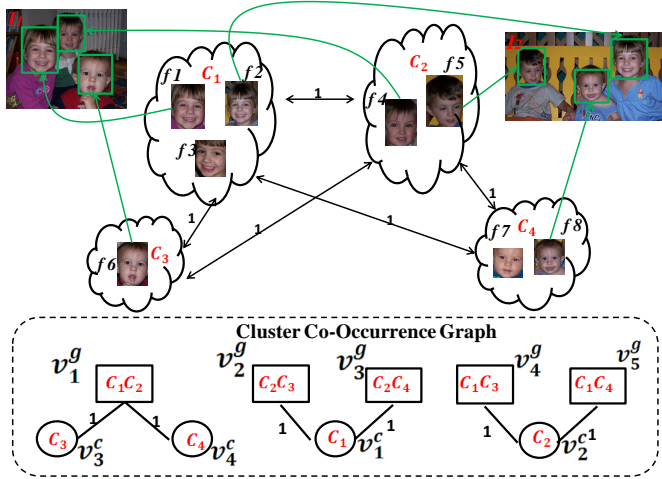 I₁
C₁
f1
f2
f3
1
C₂
f4
f5
1
1
1
1
f6
C₃
f7
C₄
f8
Cluster Co-Occurrence Graph
v₁ᵍ
C₁C₂
1
1
C₃
v₃ᶜ
C₄
v₄ᶜ
v₂ᵍ
C₂C₃
v₃ᵍ
C₂C₄
1
1
C₁
v₁ᶜ
C₁C₃
v₄ᵍ
C₁C₄
v₅ᵍ
1
1
C₂
v₂ᶜ